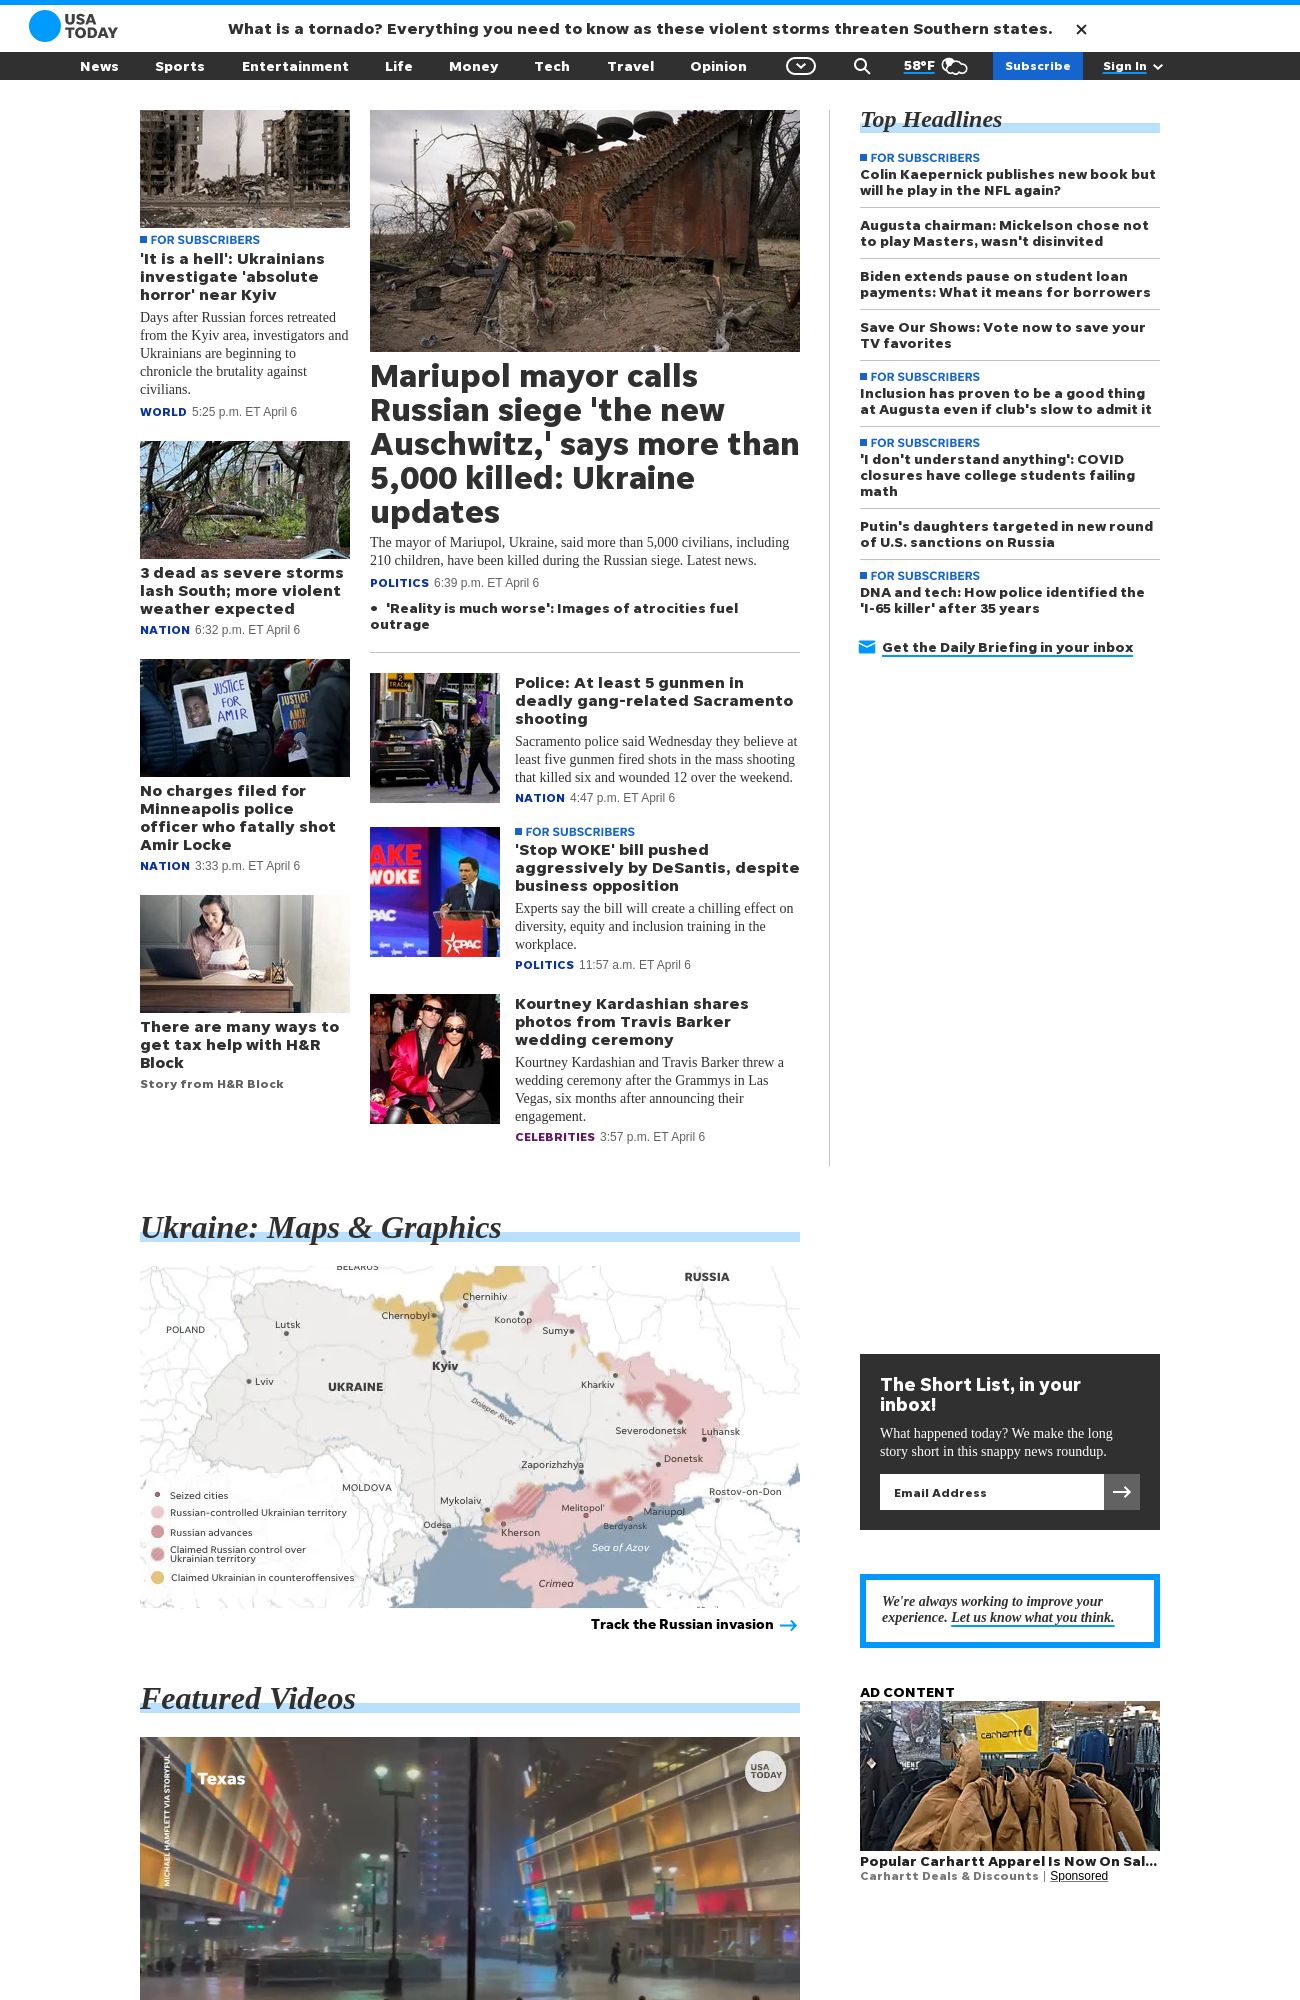 USA
TODAY
What is a tornado? Everything you need to know as these violent storms threaten Southern states.
News Sports Entertainment Life Money Tech Travel Opinion 58°F Subscribe Sign In
FOR SUBSCRIBERS
'It is a hell': Ukrainians
investigate 'absolute
horror' near Kyiv
Days after Russian forces retreated
from the Kyiv area, investigators and
Ukrainians are beginning to
chronicle the brutality against
civilians.
WORLD 5:25 p.m. ET April 6
3 dead as severe storms
lash South; more violent
weather expected
NATION 6:32 p.m. ET April 6
JUSTICE
FOR
AMIR
JUSTICE
FOR
AMIR
LOCKE
No charges filed for
Minneapolis police
officer who fatally shot
Amir Locke
NATION 3:33 p.m. ET April 6
There are many ways to
get tax help with H&R
Block
Story from H&R Block
Mariupol mayor calls
Russian siege 'the new
Auschwitz,' says more than
5,000 killed: Ukraine
updates
The mayor of Mariupol, Ukraine, said more than 5,000 civilians, including
210 children, have been killed during the Russian siege. Latest news.
POLITICS 6:39 p.m. ET April 6
• 'Reality is much worse': Images of atrocities fuel
outrage
2
TRACK
Police: At least 5 gunmen in
deadly gang-related Sacramento
shooting
Sacramento police said Wednesday they believe at
least five gunmen fired shots in the mass shooting
that killed six and wounded 12 over the weekend.
NATION 4:47 p.m. ET April 6
AKE
WOKE
PAC
CPAC
FOR SUBSCRIBERS
'Stop WOKE' bill pushed
aggressively by DeSantis, despite
business opposition
Experts say the bill will create a chilling effect on
diversity, equity and inclusion training in the
workplace.
POLITICS 11:57 a.m. ET April 6
Kourtney Kardashian shares
photos from Travis Barker
wedding ceremony
Kourtney Kardashian and Travis Barker threw a
wedding ceremony after the Grammys in Las
Vegas, six months after announcing their
engagement.
CELEBRITIES 3:57 p.m. ET April 6
Top Headlines
FOR SUBSCRIBERS
Colin Kaepernick publishes new book but
will he play in the NFL again?
Augusta chairman: Mickelson chose not
to play Masters, wasn't disinvited
Biden extends pause on student loan
payments: What it means for borrowers
Save Our Shows: Vote now to save your
TV favorites
FOR SUBSCRIBERS
Inclusion has proven to be a good thing
at Augusta even if club's slow to admit it
FOR SUBSCRIBERS
'I don't understand anything': COVID
closures have college students failing
math
Putin's daughters targeted in new round
of U.S. sanctions on Russia
FOR SUBSCRIBERS
DNA and tech: How police identified the
'I-65 killer' after 35 years
Get the Daily Briefing in your inbox
Ukraine: Maps & Graphics
BELARUS
RUSSIA
Chernihiv
Chernobyl
Konotop
Lutsk
POLAND
Sumy
Kyiv
Lviv
UKRAINE
Kharkiv
Dnieper River
Severodonetsk
Luhansk
Donetsk
Zaporizhzhya
MOLDOVA
Rostov-on-Don
Mykolaiv
Melitopol'
Mariupol
Odesa
Kherson
Berdyansk
Sea of Azov
Crimea
Seized cities
Russian-controlled Ukrainian territory
Russian advances
Claimed Russian control over
Ukrainian territory
Claimed Ukrainian in counteroffensives
Track the Russian invasion
Featured Videos
MICHAEL HAMFLETT VIA STORYFUL
Texas
USA
TODAY
The Short List, in your
inbox!
What happened today? We make the long
story short in this snappy news roundup.
Email Address
We're always working to improve your
experience. Let us know what you think.
AD CONTENT
carhartt
Popular Carhartt Apparel Is Now On Sal...
Carhartt Deals & Discounts | Sponsored